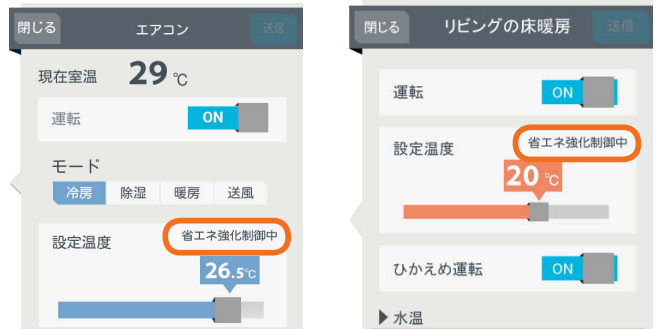 閉じる
エアコン
送信
現在室温 29℃
運転 ON
モード
冷房 除湿 暖房 送風
設定温度
省エネ強化制御中
26.5℃
閉じる
リビングの床暖房
送信
運転 ON
設定温度
省エネ強化制御中
20℃
ひかえめ運転 ON
▶水温